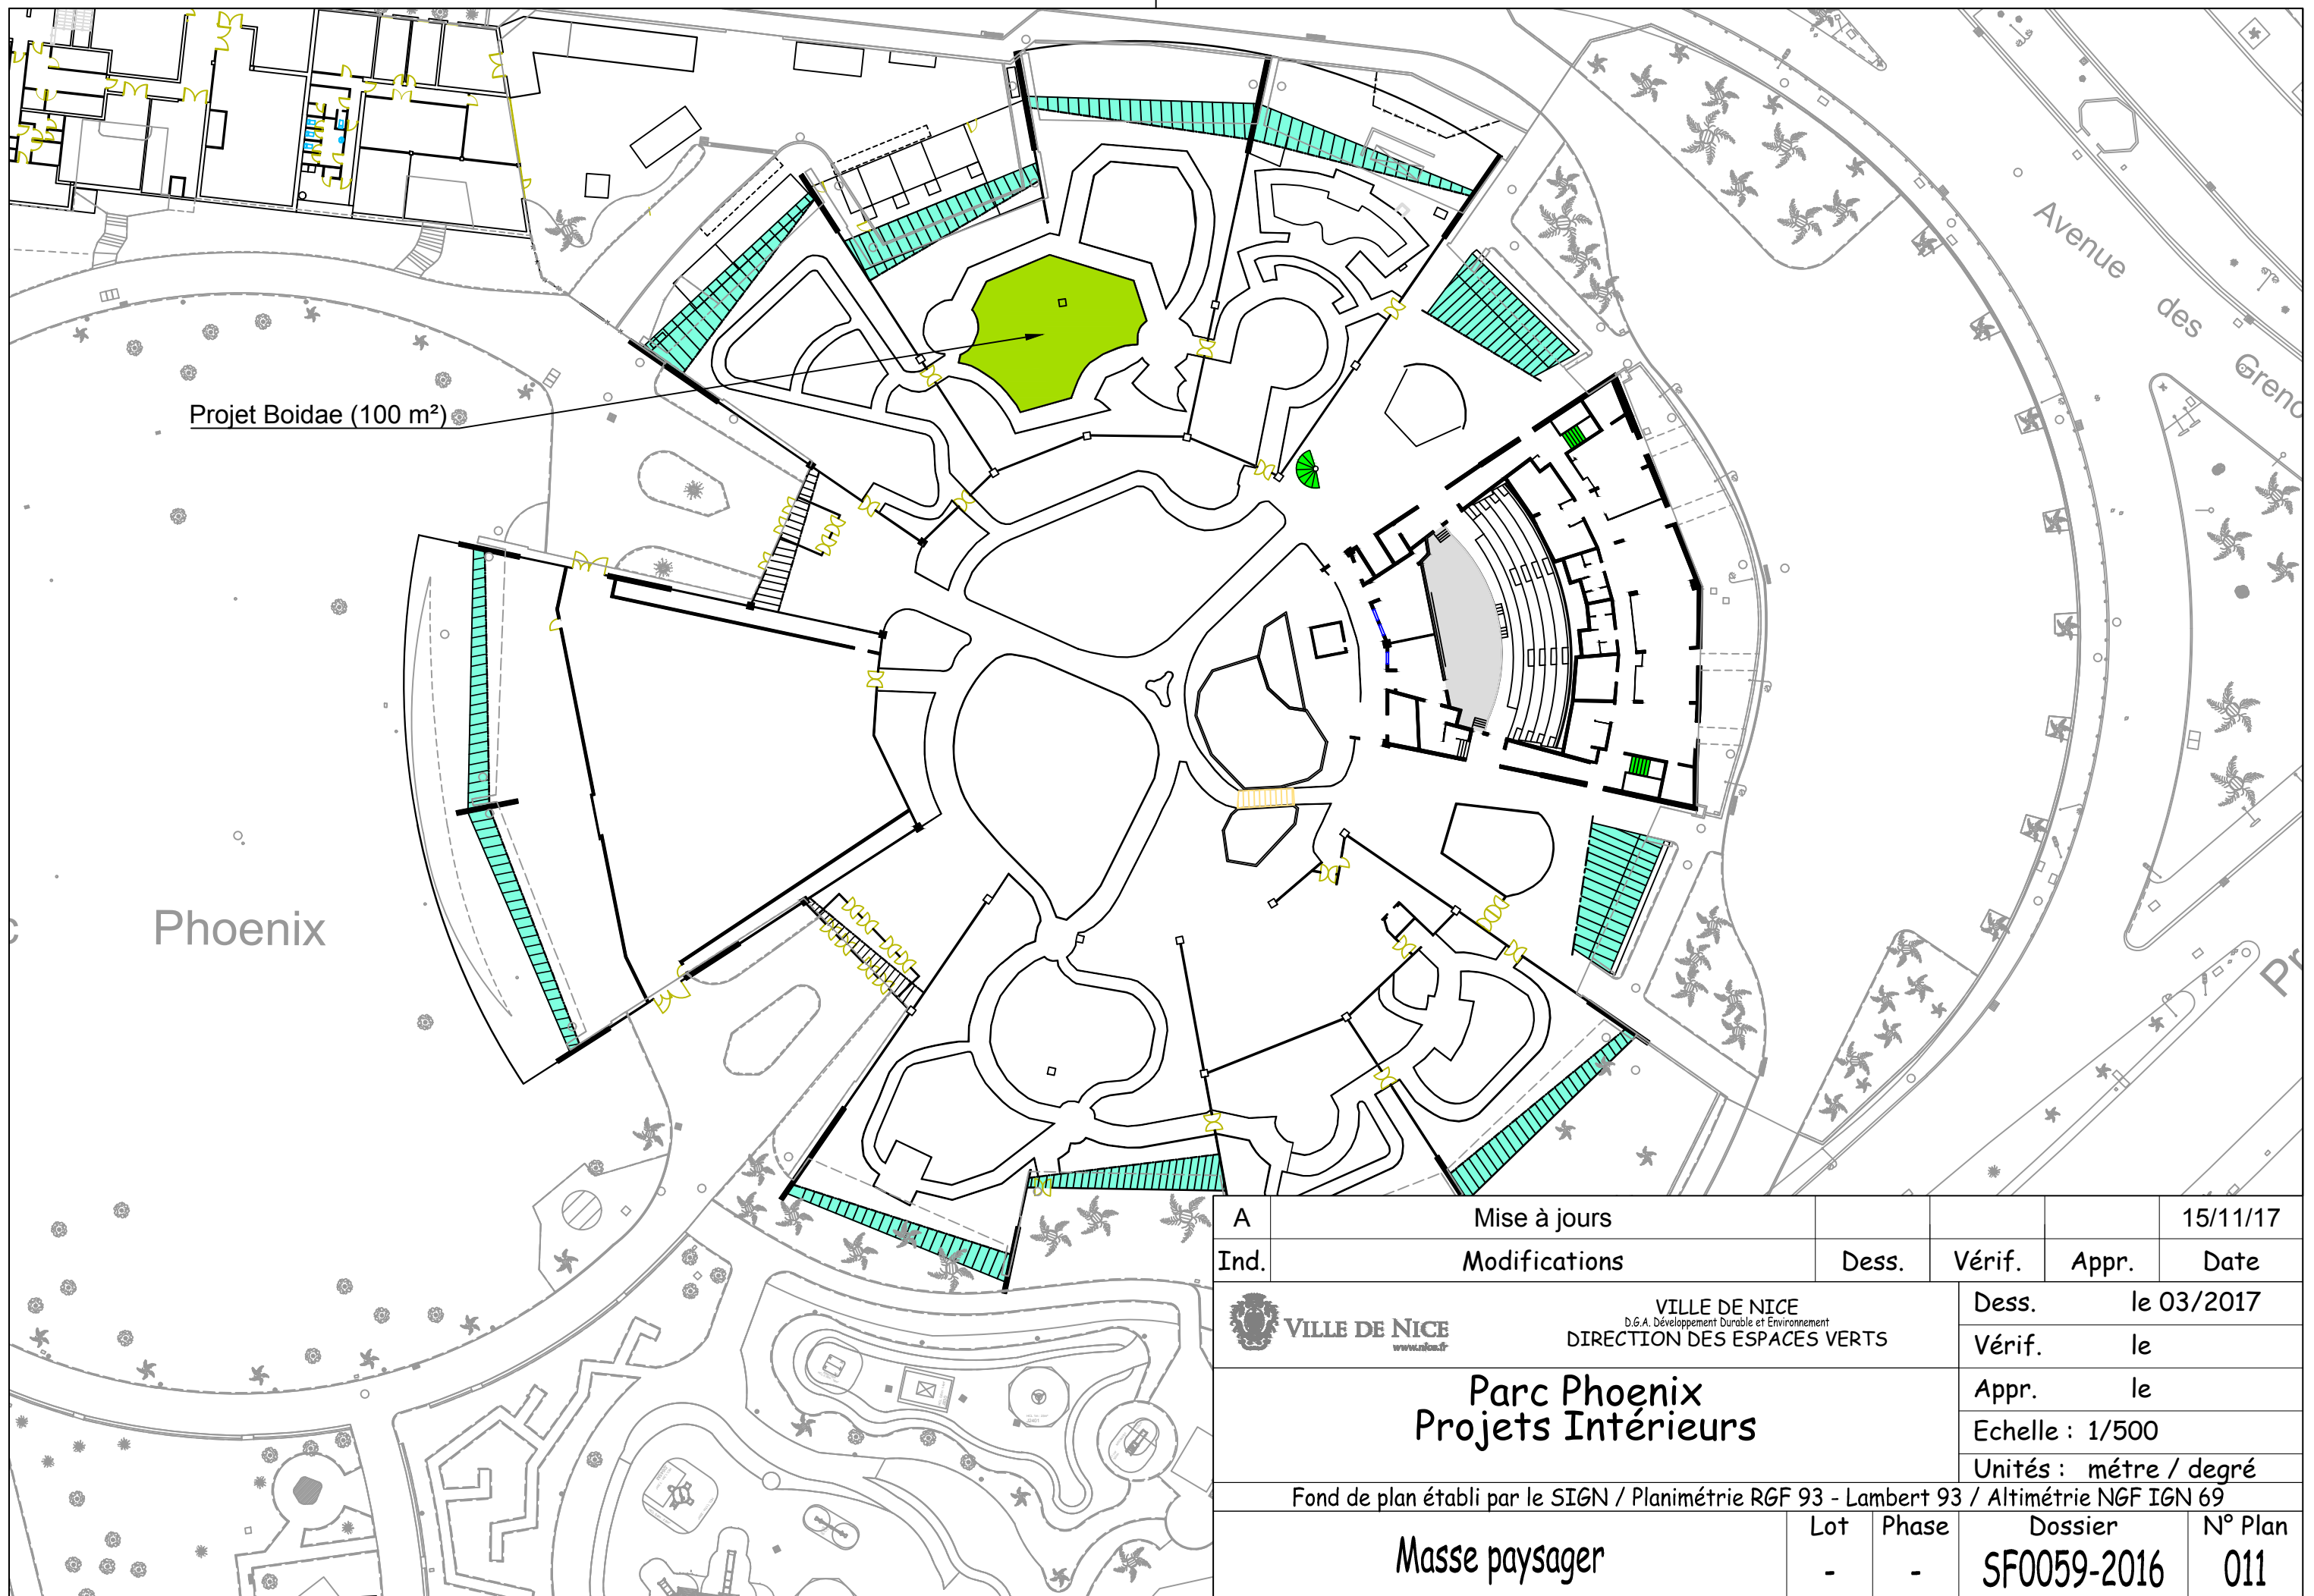 Avenue
des
Projet Boidae (100 m²)
Phoenix
A Mise à jours 15/11/17
Ind. Modifications Dess. Vérif. Appr. Date
VILLE DE NICE
www.nice.fr
VILLE DE NICE
D.G.A. Développement Durable et Environnement
DIRECTION DES ESPACES VERTS
Dess. le 03/2017
Vérif. le
Appr. le
Echelle : 1/500
Unités : métre / degré
Parc Phoenix
Projets Intérieurs
Fond de plan établi par le SIGN / Planimétrie RGF 93 - Lambert 93 / Altimétrie NGF IGN 69
Masse paysager
Lot Phase Dossier N° Plan
- - SF0059-2016 011